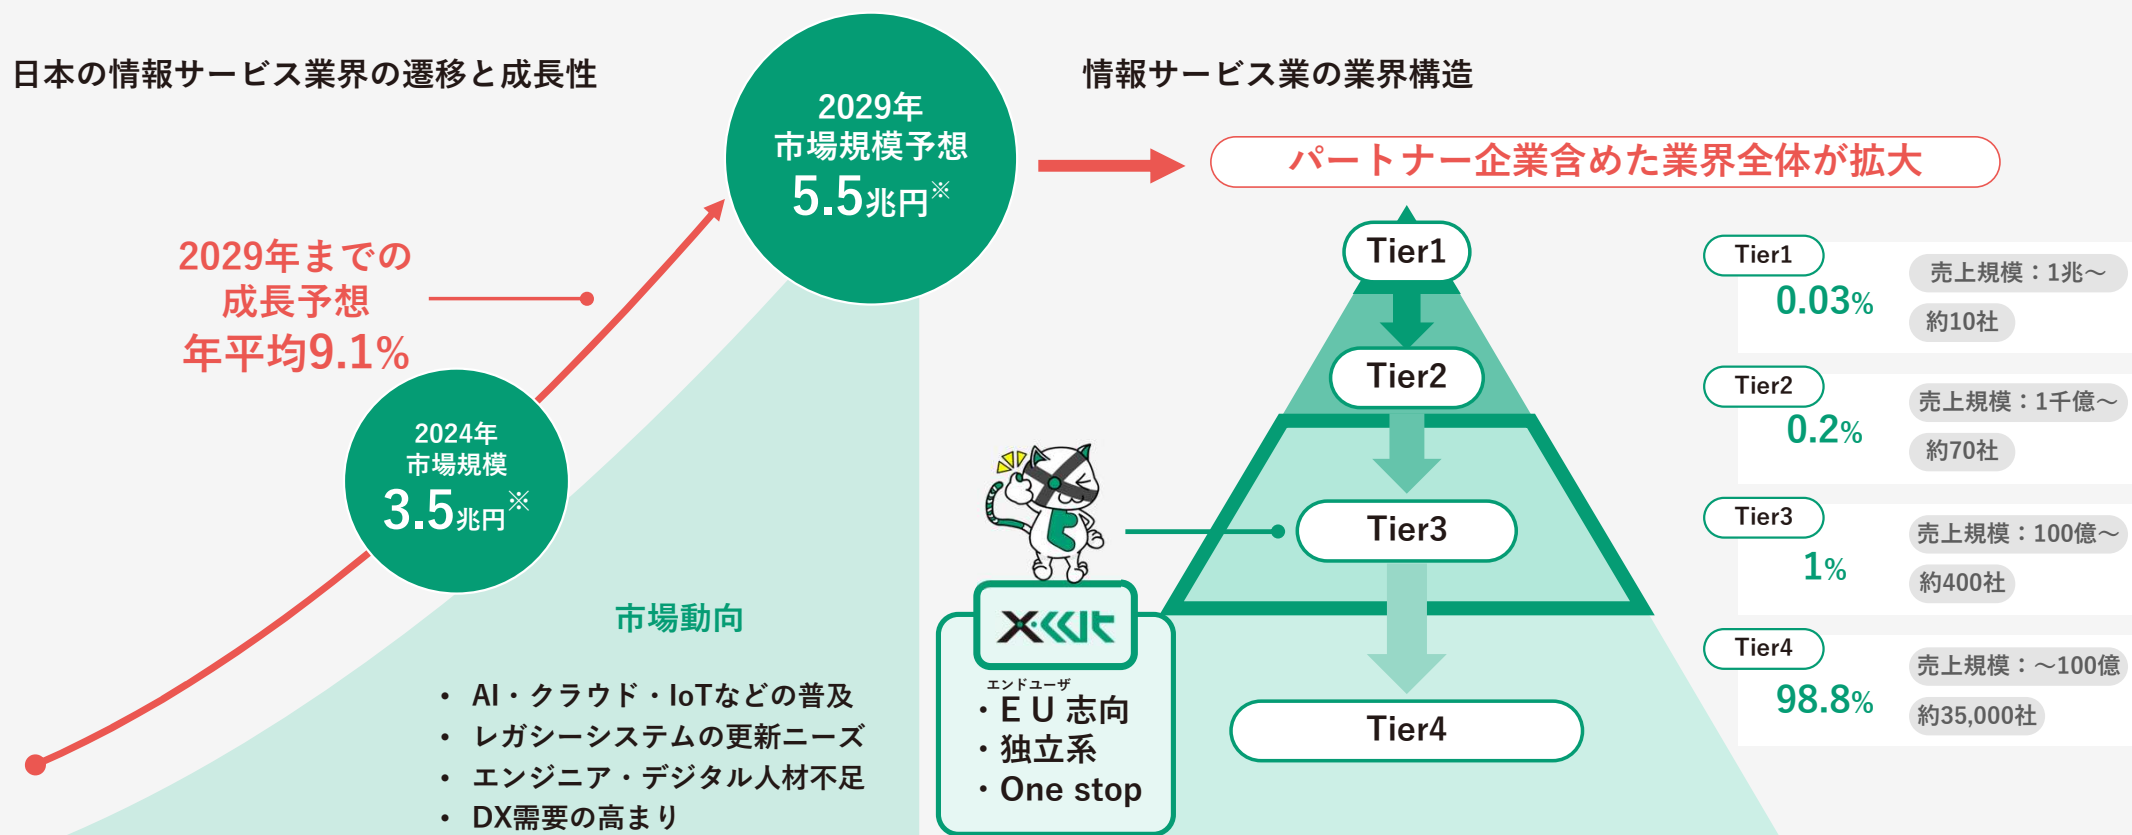 日本の情報サービス業界の遷移と成長性
2029年
市場規模予想
5.5兆円※
2029年までの
成長予想
年平均9.1%
2024年
市場規模
3.5兆円※
市場動向
• AI・クラウド・IoTなどの普及
• レガシーシステムの更新ニーズ
• エンジニア・デジタル人材不足
• DX需要の高まり
情報サービス業の業界構造
パートナー企業含めた業界全体が拡大
Tier1
Tier2
Tier3
Tier4
エンドユーザ
・ＥＵ志向
・独立系
・One stop
Tier1
0.03%
売上規模：1兆～
約10社
Tier2
0.2%
売上規模：1千億～
約70社
Tier3
1%
売上規模：100億～
約400社
Tier4
98.8%
売上規模：～100億
約35,000社